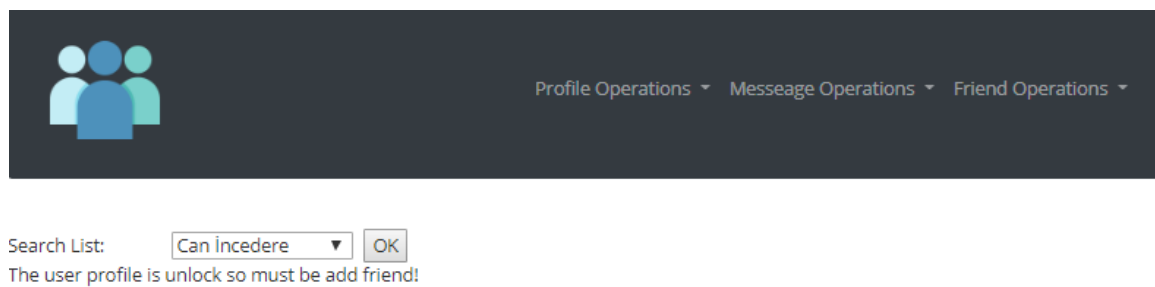 Profile Operations Messeage Operations Friend Operations
Search List: Can İncedere OK
The user profile is unlock so must be add friend!